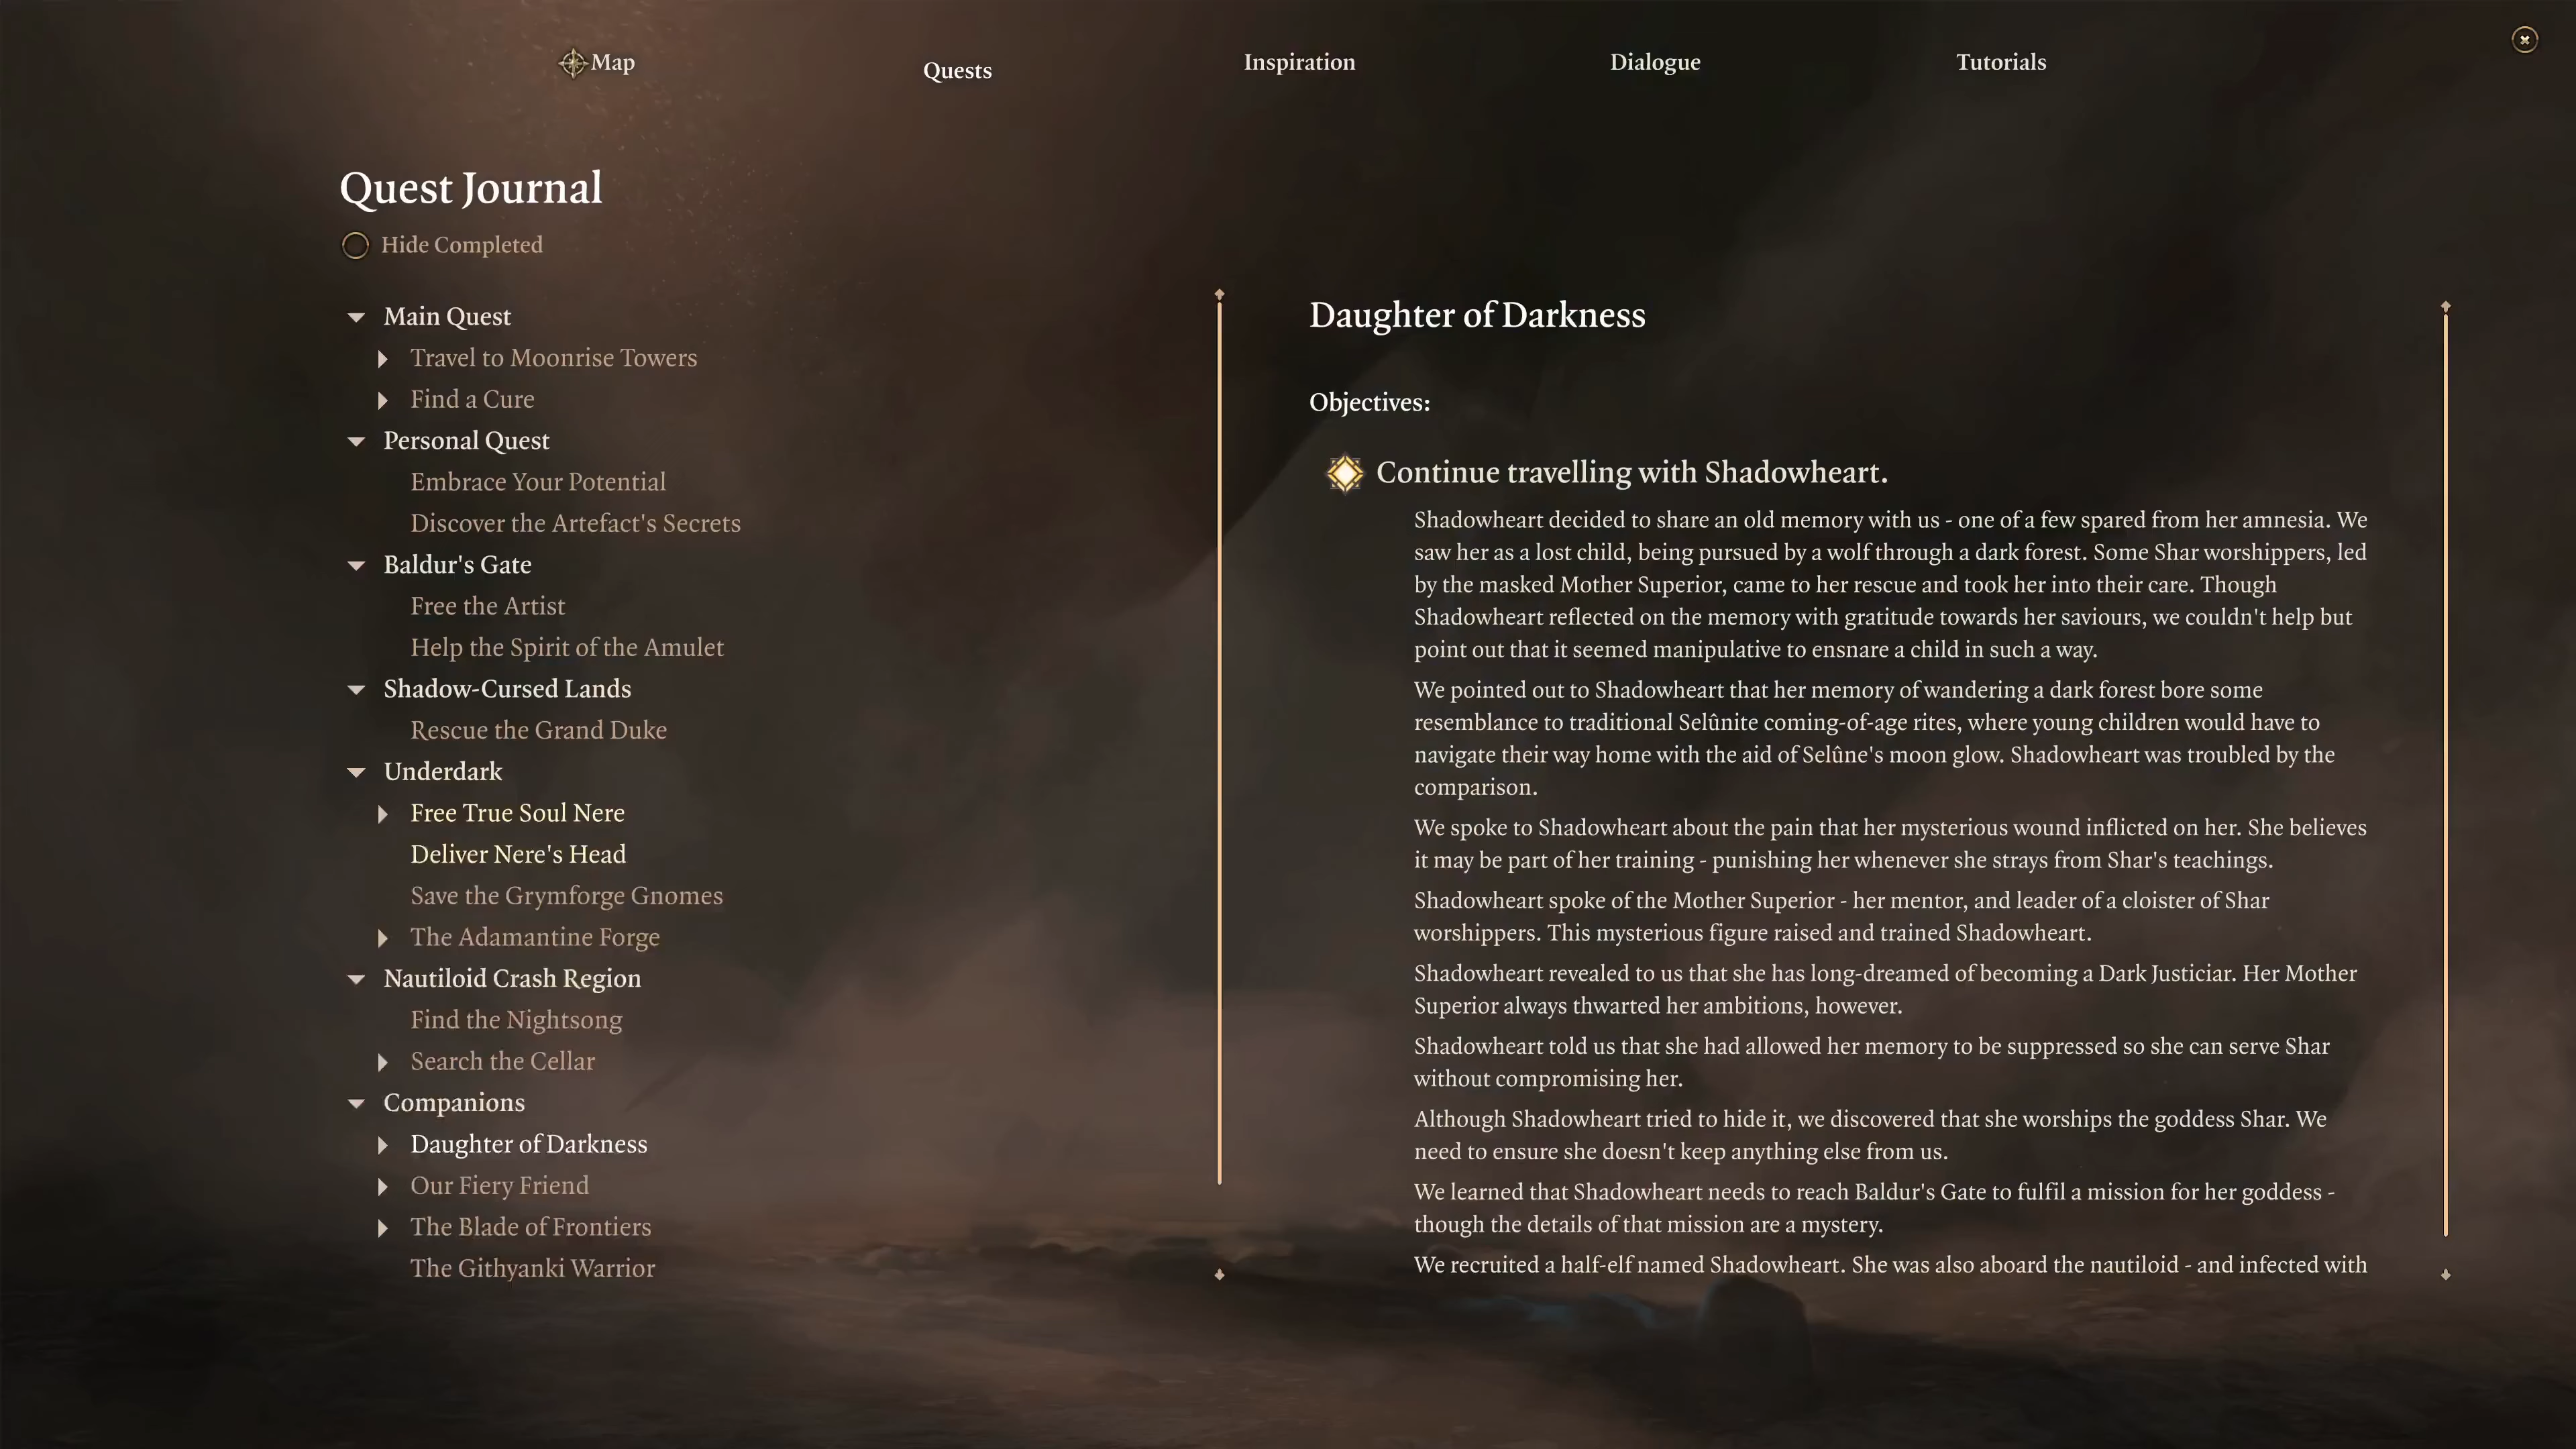 Map
Quests
Inspiration
Dialogue
Tutorials
Quest Journal
Hide Completed
Main Quest
Travel to Moonrise Towers
Find a Cure
Personal Quest
Embrace Your Potential
Discover the Artefact's Secrets
Baldur's Gate
Free the Artist
Help the Spirit of the Amulet
Shadow-Cursed Lands
Rescue the Grand Duke
Underdark
Free True Soul Nere
Deliver Nere's Head
Save the Grymforge Gnomes
The Adamantine Forge
Nautiloid Crash Region
Find the Nightsong
Search the Cellar
Companions
Daughter of Darkness
Our Fiery Friend
The Blade of Frontiers
The Githyanki Warrior
Daughter of Darkness
Objectives:
Continue travelling with Shadowheart.
Shadowheart decided to share an old memory with us - one of a few spared from her amnesia. We
saw her as a lost child, being pursued by a wolf through a dark forest. Some Shar worshippers, led
by the masked Mother Superior, came to her rescue and took her into their care. Though
Shadowheart reflected on the memory with gratitude towards her saviours, we couldn't help but
point out that it seemed manipulative to ensnare a child in such a way.
We pointed out to Shadowheart that her memory of wandering a dark forest bore some
resemblance to traditional Selûnite coming-of-age rites, where young children would have to
navigate their way home with the aid of Selûne's moon glow. Shadowheart was troubled by the
comparison.
We spoke to Shadowheart about the pain that her mysterious wound inflicted on her. She believes
it may be part of her training - punishing her whenever she strays from Shar's teachings.
Shadowheart spoke of the Mother Superior - her mentor, and leader of a cloister of Shar
worshippers. This mysterious figure raised and trained Shadowheart.
Shadowheart revealed to us that she has long-dreamed of becoming a Dark Justiciar. Her Mother
Superior always thwarted her ambitions, however.
Shadowheart told us that she had allowed her memory to be suppressed so she can serve Shar
without compromising her.
Although Shadowheart tried to hide it, we discovered that she worships the goddess Shar. We
need to ensure she doesn't keep anything else from us.
We learned that Shadowheart needs to reach Baldur's Gate to fulfil a mission for her goddess -
though the details of that mission are a mystery.
We recruited a half-elf named Shadowheart. She was also aboard the nautiloid - and infected with